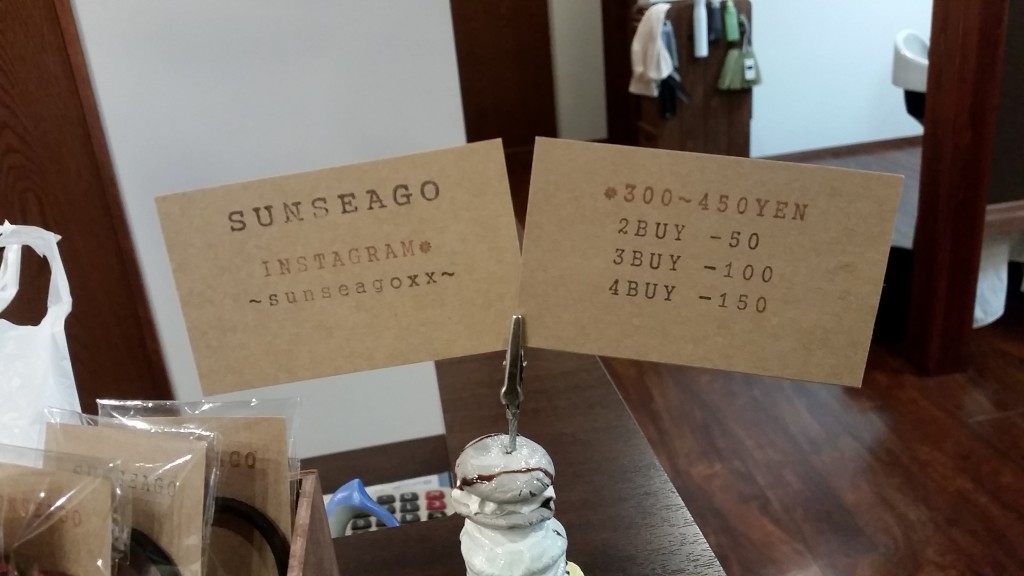 SUNSEAGO
INSTAGRAM
~sunseagoxx~
300~450YEN
2BUY -50
3BUY -100
4BUY -150